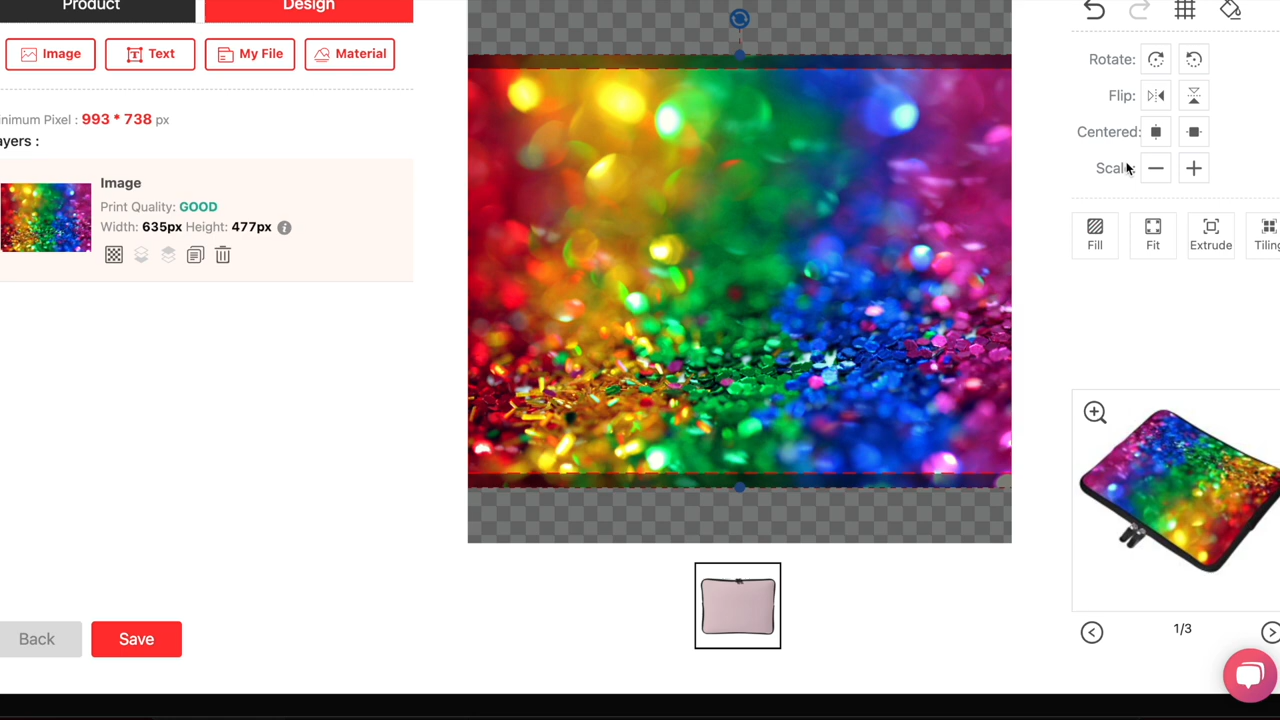 Product
Design
Image
Text
My File
Material
inimum Pixel : 993 * 738 px
ayers :
Image
Print Quality: GOOD
Width: 635px Height: 477px
Back
Save
Rotate:
Flip:
Centered:
Scale:
Fill
Fit
Extrude
Tiling
1/3